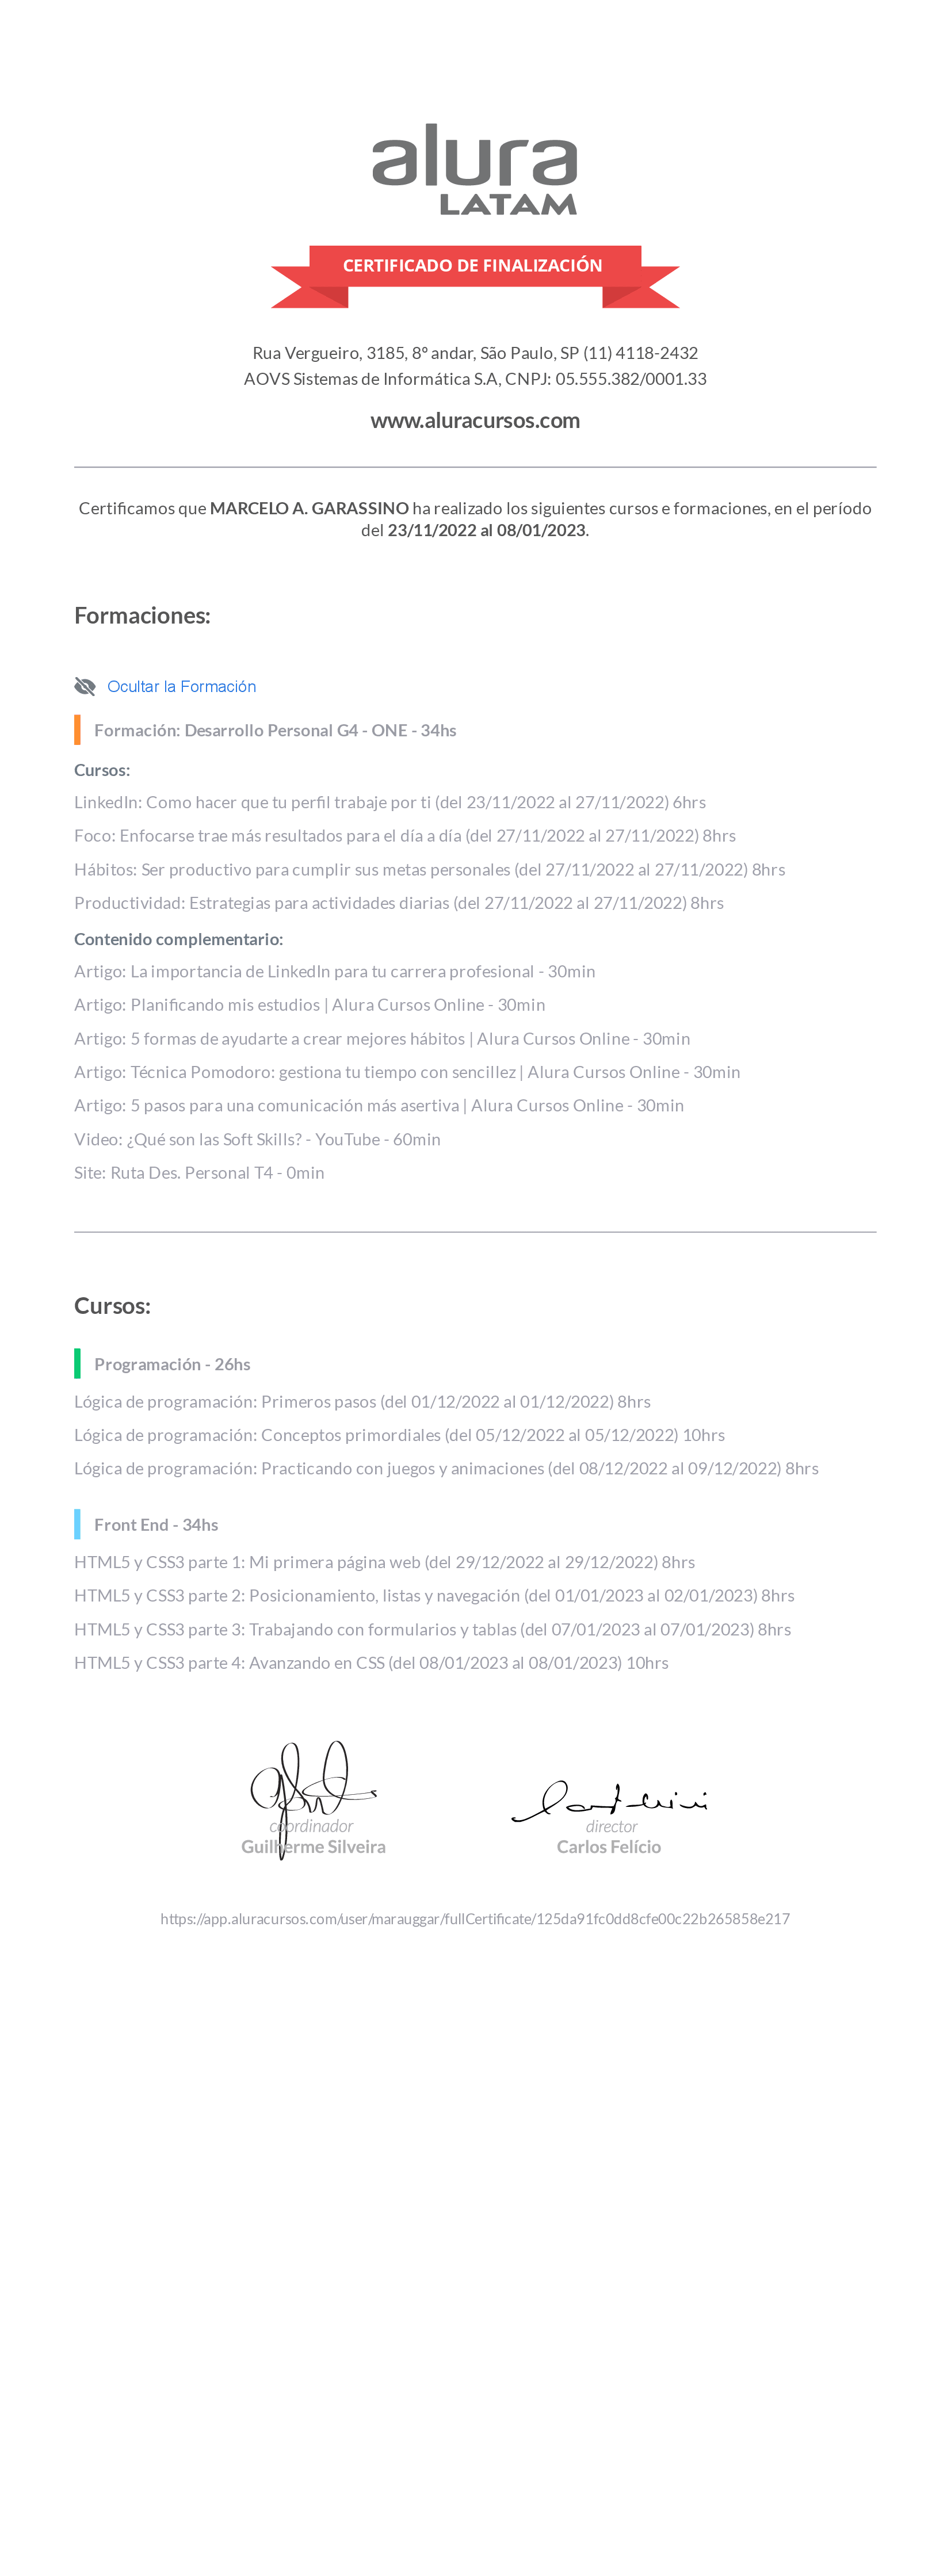 alura
LATAM
CERTIFICADO DE FINALIZACIÓN
Rua Vergueiro, 3185, 8º andar, São Paulo, SP (11) 4118-2432
AOVS Sistemas de Informática S.A, CNPJ: 05.555.382/0001.33
www.aluracursos.com
Certificamos que MARCELO A. GARASSINO ha realizado los siguientes cursos e formaciones, en el período
del 23/11/2022 al 08/01/2023.
Formaciones:
Ocultar la Formación
Formación: Desarrollo Personal G4 - ONE - 34hs
Cursos:
LinkedIn: Como hacer que tu perfil trabaje por ti (del 23/11/2022 al 27/11/2022) 6hrs
Foco: Enfocarse trae más resultados para el día a día (del 27/11/2022 al 27/11/2022) 8hrs
Hábitos: Ser productivo para cumplir sus metas personales (del 27/11/2022 al 27/11/2022) 8hrs
Productividad: Estrategias para actividades diarias (del 27/11/2022 al 27/11/2022) 8hrs
Contenido complementario:
Artigo: La importancia de LinkedIn para tu carrera profesional - 30min
Artigo: Planificando mis estudios | Alura Cursos Online - 30min
Artigo: 5 formas de ayudarte a crear mejores hábitos | Alura Cursos Online - 30min
Artigo: Técnica Pomodoro: gestiona tu tiempo con sencillez | Alura Cursos Online - 30min
Artigo: 5 pasos para una comunicación más asertiva | Alura Cursos Online - 30min
Video: ¿Qué son las Soft Skills? - YouTube - 60min
Site: Ruta Des. Personal T4 - 0min
Cursos:
Programación - 26hs
Lógica de programación: Primeros pasos (del 01/12/2022 al 01/12/2022) 8hrs
Lógica de programación: Conceptos primordiales (del 05/12/2022 al 05/12/2022) 10hrs
Lógica de programación: Practicando con juegos y animaciones (del 08/12/2022 al 09/12/2022) 8hrs
Front End - 34hs
HTML5 y CSS3 parte 1: Mi primera página web (del 29/12/2022 al 29/12/2022) 8hrs
HTML5 y CSS3 parte 2: Posicionamiento, listas y navegación (del 01/01/2023 al 02/01/2023) 8hrs
HTML5 y CSS3 parte 3: Trabajando con formularios y tablas (del 07/01/2023 al 07/01/2023) 8hrs
HTML5 y CSS3 parte 4: Avanzando en CSS (del 08/01/2023 al 08/01/2023) 10hrs
coordinador
Guilherme Silveira
director
Carlos Felício
https://app.aluracursos.com/user/marauggar/fullCertificate/125da91fc0dd8cfe00c22b265858e217